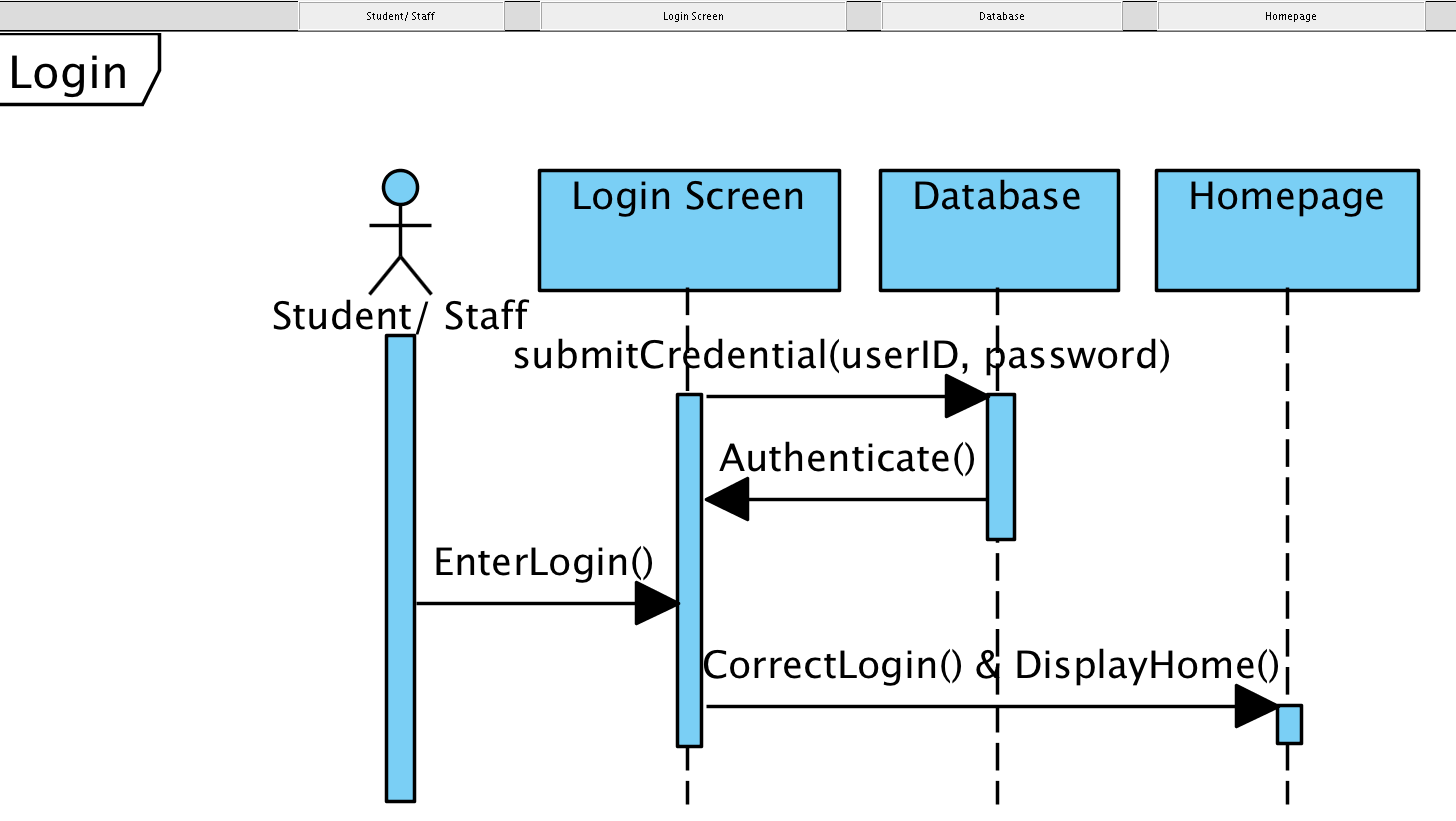 Student/ Staff
Login Screen
Database
Homepage
Login
Login Screen
Database
Homepage
Student/ Staff
submitCredential(userID, password)
Authenticate()
EnterLogin()
CorrectLogin() & DisplayHome()